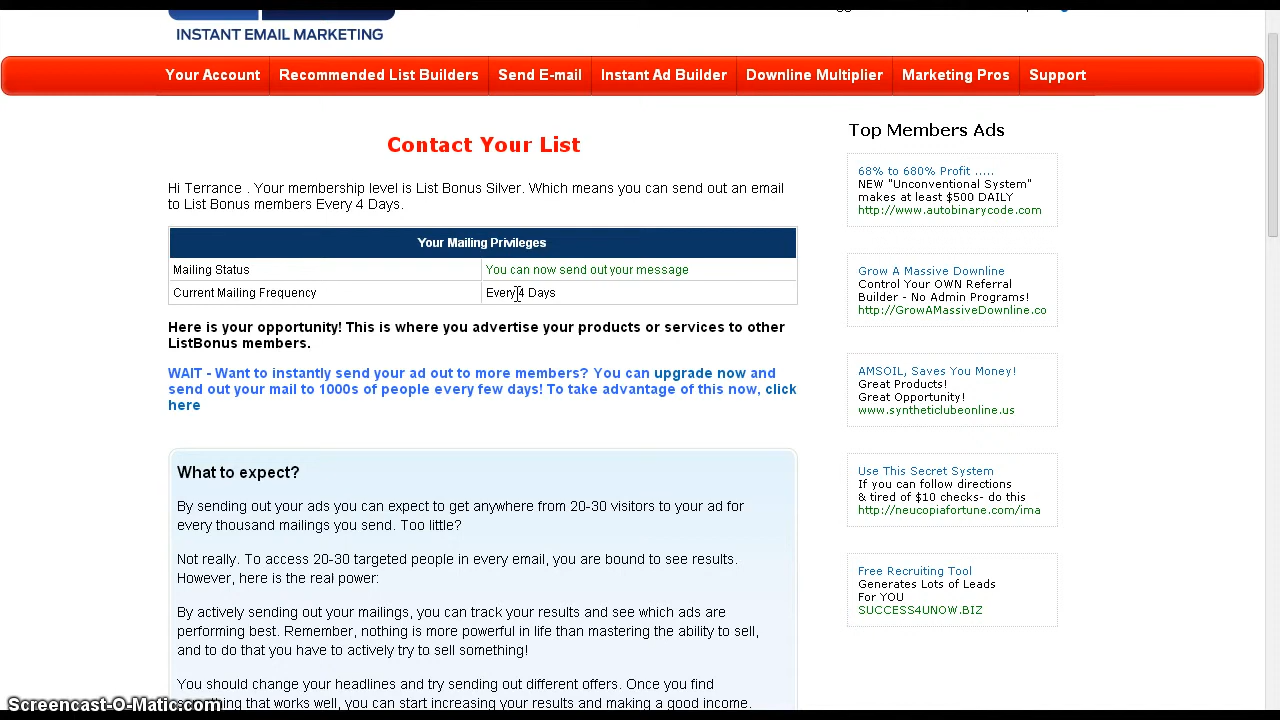 INSTANT EMAIL MARKETING
Your Account
Recommended List Builders
Send E-mail
Instant Ad Builder
Downline Multiplier
Marketing Pros
Support
Contact Your List
Hi Terrance . Your membership level is List Bonus Silver. Which means you can send out an email
to List Bonus members Every 4 Days.
Your Mailing Privileges
Mailing Status
You can now send out your message
Current Mailing Frequency
Every 4 Days
Here is your opportunity! This is where you advertise your products or services to other
ListBonus members.
WAIT - Want to instantly send your ad out to more members? You can upgrade now and
send out your mail to 1000s of people every few days! To take advantage of this now, click
here
What to expect?
By sending out your ads you can expect to get anywhere from 20-30 visitors to your ad for
every thousand mailings you send. Too little?
Not really. To access 20-30 targeted people in every email, you are bound to see results.
However, here is the real power:
By actively sending out your mailings, you can track your results and see which ads are
performing best. Remember, nothing is more powerful in life than mastering the ability to sell,
and to do that you have to actively try to sell something!
You should change your headlines and try sending out different offers. Once you find
that works well, you can start increasing your results and making a good income.
Top Members Ads
68% to 680% Profit .....
NEW "Unconventional System"
makes at least $500 DAILY
http://www.autobinarycode.com
Grow A Massive Downline
Control Your OWN Referral
Builder - No Admin Programs!
http://GrowAMassiveDownline.co
AMSOIL, Saves You Money!
Great Products!
Great Opportunity!
www.syntheticlubeonline.us
Use This Secret System
If you can follow directions
& tired of $10 checks- do this
http://neucopiafortune.com/ima
Free Recruiting Tool
Generates Lots of Leads
For YOU
SUCCESS4UNOW.BIZ
Screencast-O-Matic.com